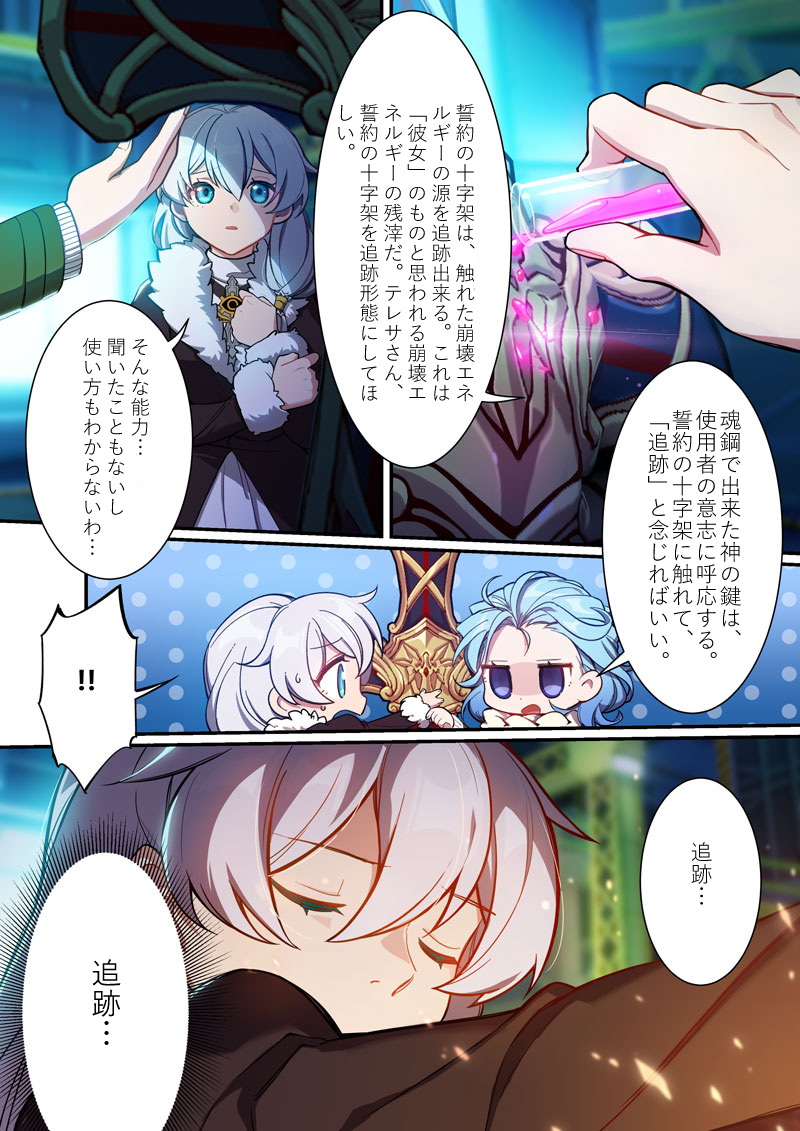 誓約の十字架は、触れた崩壊エネ
ルギーの源を追跡出来る。これは
「彼女」のものと思われる崩壊エ
ネルギーの残滓だ。テレサさん、
誓約の十字架を追跡形態にしてほ
しい。
そんな能力…
聞いたこともないし
使い方もわからないわ…
魂鋼で出来た神の鍵は、
使用者の意志に呼応する。
誓約の十字架に触れて、
「追跡」と念じればいい。
!!
追跡…
追跡…